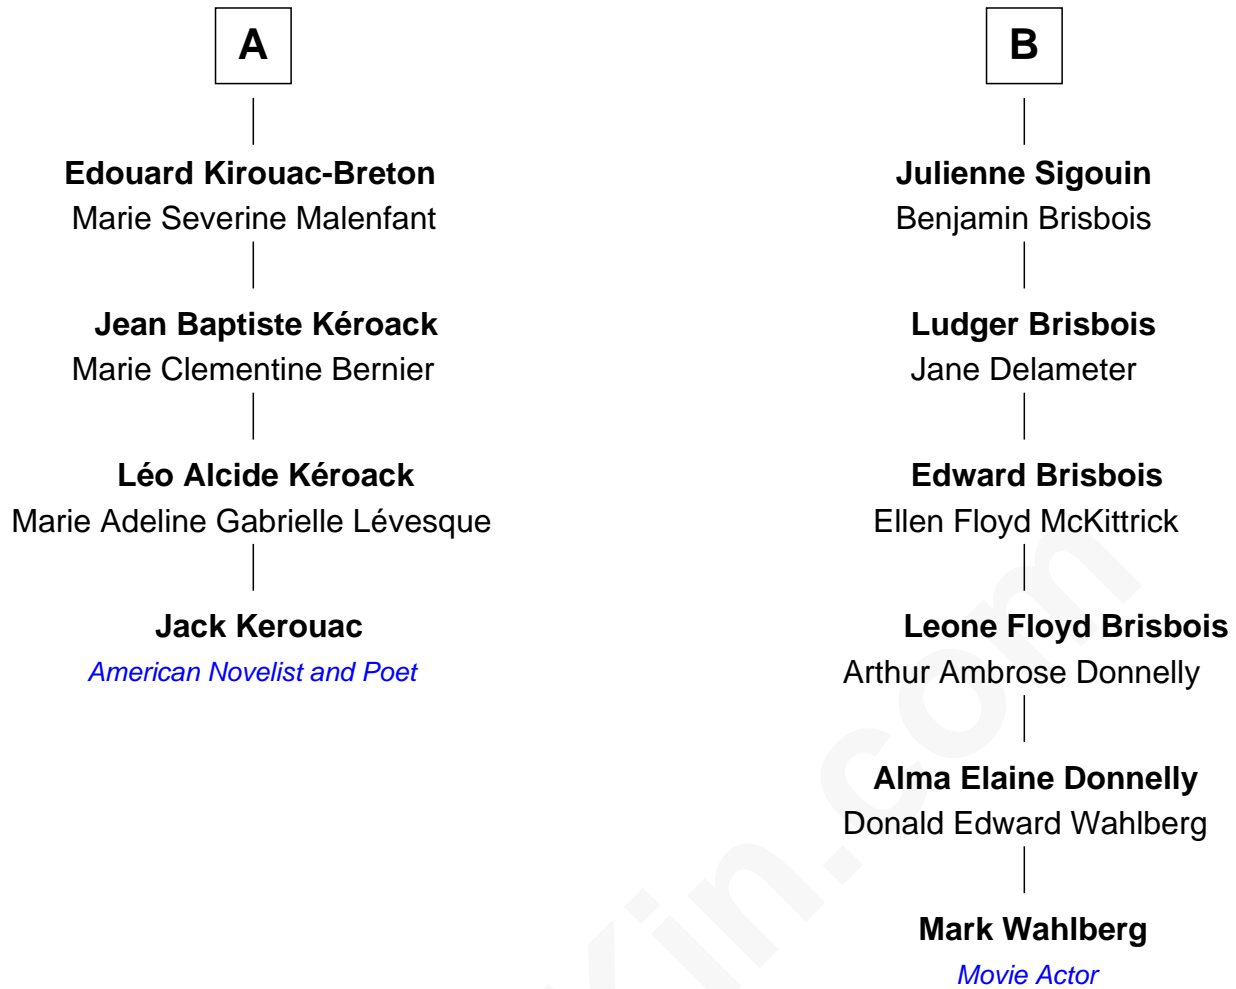 A
Edouard Kirouac-Breton
Marie Severine Malenfant
Jean Baptiste Kéroack
Marie Clementine Bernier
Léo Alcide Kéroack
Marie Adeline Gabrielle Lévesque
Jack Kerouac
American Novelist and Poet
B
Julienne Sigouin
Benjamin Brisbois
Ludger Brisbois
Jane Delameter
Edward Brisbois
Ellen Floyd McKittrick
Leone Floyd Brisbois
Arthur Ambrose Donnelly
Alma Elaine Donnelly
Donald Edward Wahlberg
Mark Wahlberg
Movie Actor
Kin.com